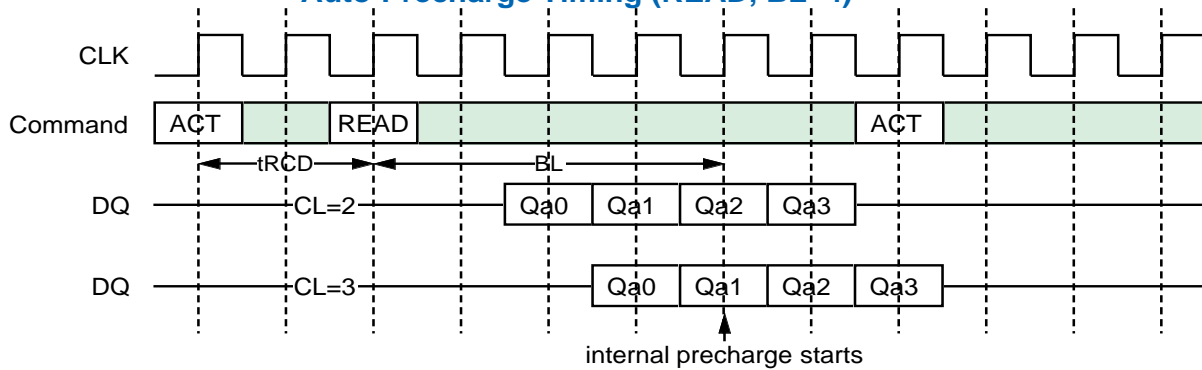 Auto Precharge Timing (READ, BL=4)
CLK
Command ACT READ ACT
tRCD BL
DQ CL=2 Qa0 Qa1 Qa2 Qa3
DQ CL=3 Qa0 Qa1 Qa2 Qa3
internal precharge starts